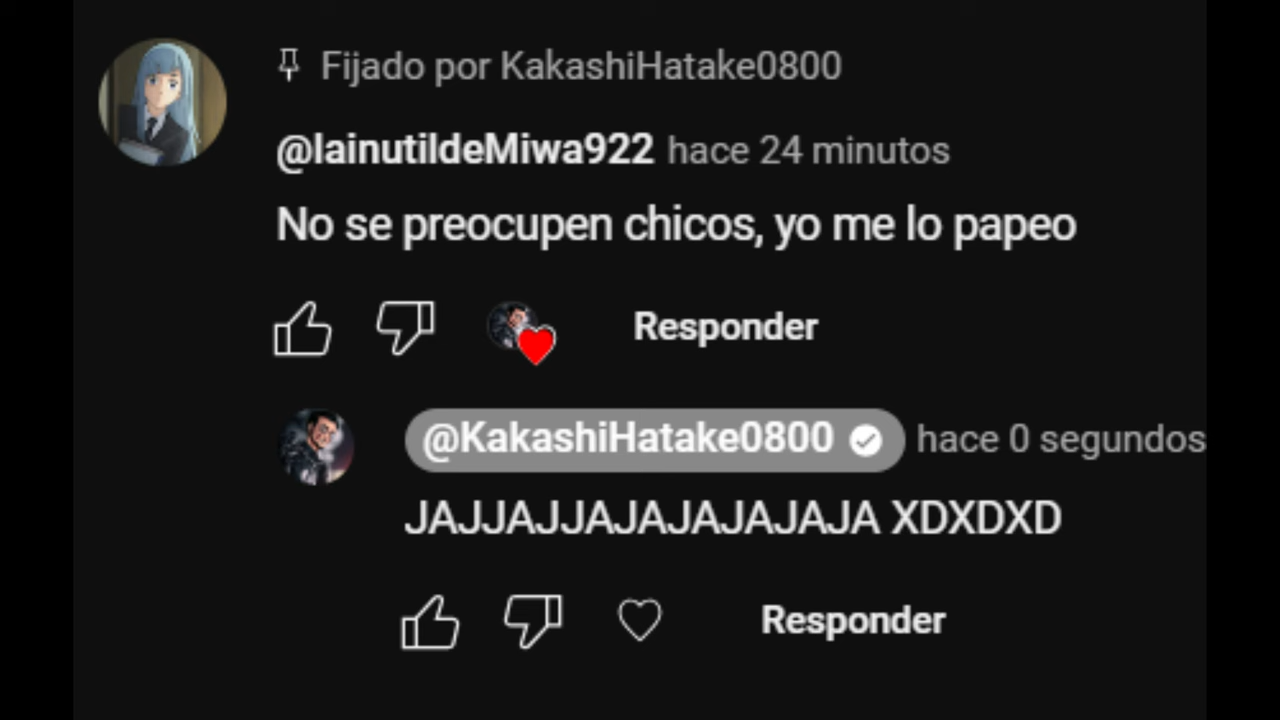 Fijado por KakashiHatake0800
@lainutildeMiwa922 hace 24 minutos
No se preocupen chicos, yo me lo papeo
Responder
@KakashiHatake0800 hace 0 segundos
JAJJAJJAJAJAJAJAJAJA XDXDXD
Responder